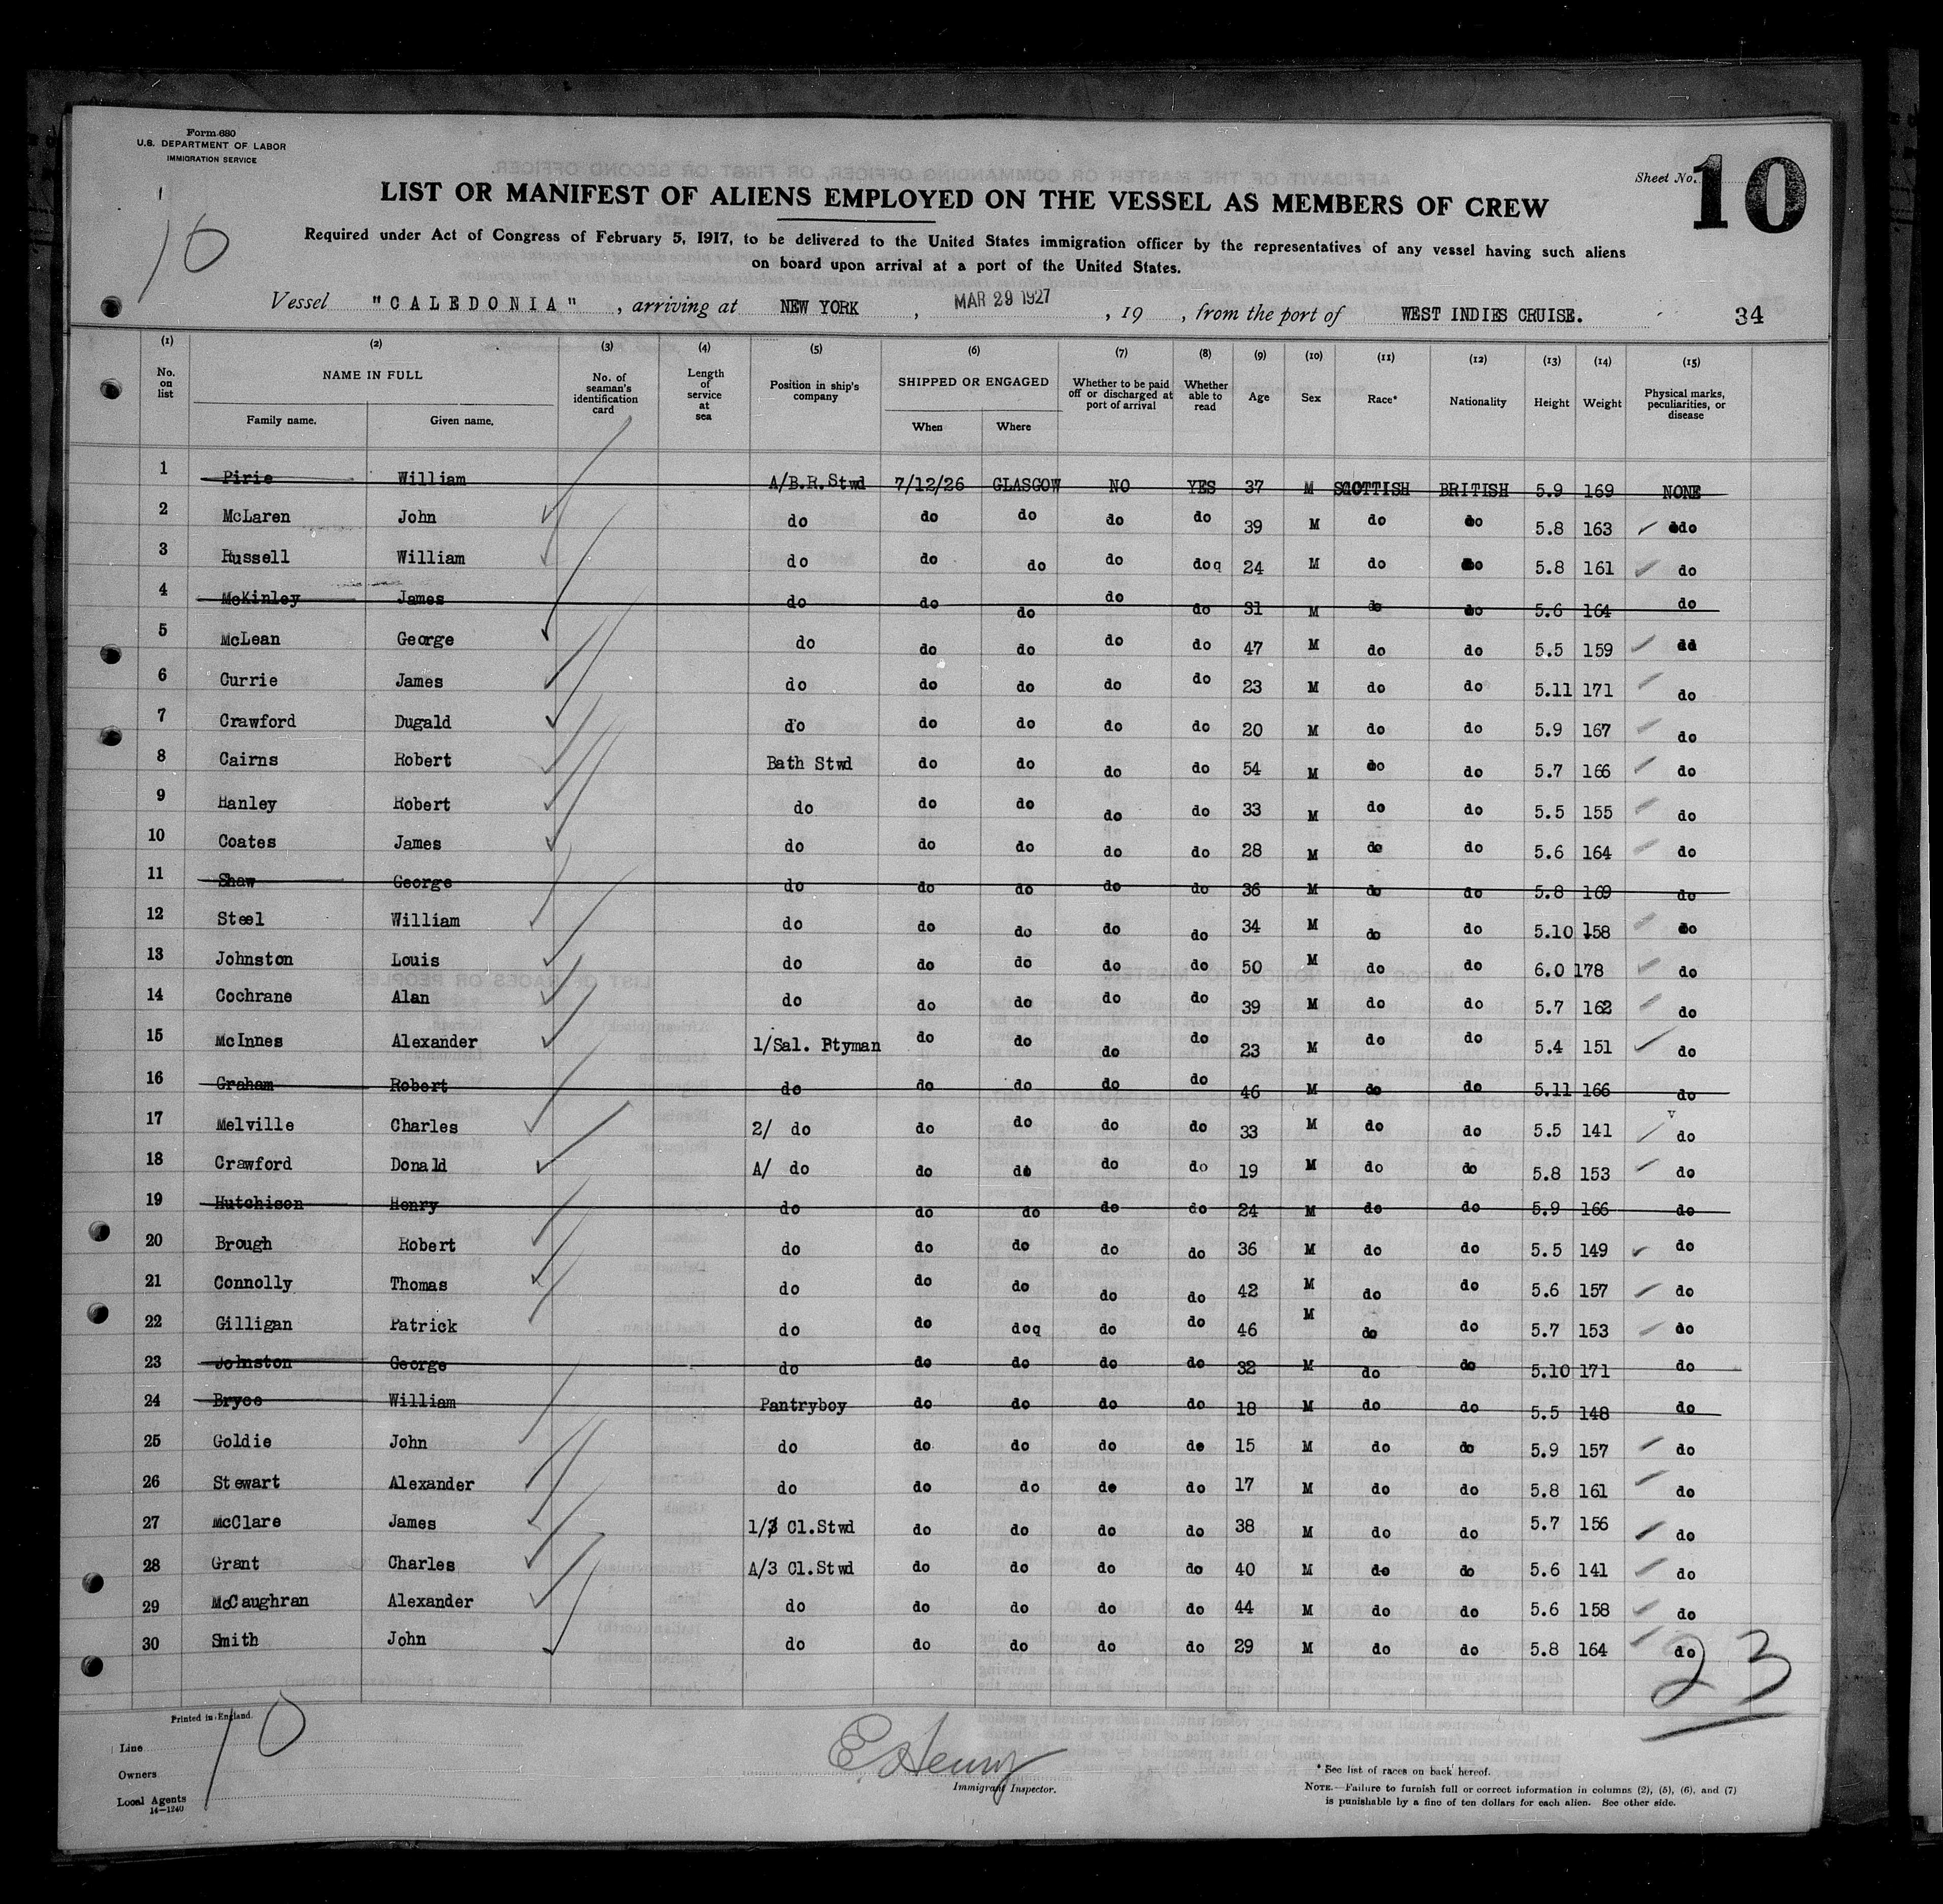 Form 680
U.S. DEPARTMENT OF LABOR
IMMIGRATION SERVICE
Sheet No. 10
10
LIST OR MANIFEST OF ALIENS EMPLOYED ON THE VESSEL AS MEMBERS OF CREW
Required under Act of Congress of February 5, 1917, to be delivered to the United States immigration officer by the representatives of any vessel having such aliens
on board upon arrival at a port of the United States.
Vessel "CALEDONIA", arriving at NEW YORK, MAR 29 1927, 19 , from the port of WEST INDIES CRUISE. 34
(1) (2) (3) (4) (5) (6) (7) (8) (9) (10) (11) (12) (13) (14) (15)
No. on list NAME IN FULL Family name. Given name. No. of seaman's identification card Length of service at sea Position in ship's company SHIPPED OR ENGAGED When Where Whether to be paid off or discharged at port of arrival Whether able to read Age Sex Race* Nationality Height Weight Physical marks, peculiarities, or disease
1 Pirie William A/B.R.Stwd 7/12/26 GLASGOW NO YES 37 M SCOTTISH BRITISH 5.9 169 NONE
2 McLaren John do do do do do 39 M do do 5.8 163 do
3 Russell William do do do do doq 24 M do do 5.8 161 do
4 McKinley James do do do do do 31 M do do 5.6 164 do
5 McLean George do do do do do 47 M do do 5.5 159 dd
6 Currie James do do do do do 23 M do do 5.11 171 do
7 Crawford Dugald do do do do do 20 M do do 5.9 167 do
8 Cairns Robert Bath Stwd do do do do 54 M do do 5.7 166 do
9 Hanley Robert do do do do do 33 M do do 5.5 155 do
10 Coates James do do do do do 28 M do do 5.6 164 do
11 Shaw George do do do do do 36 M do do 5.8 169 do
12 Steel William do do do do do 34 M do do 5.10 158 do
13 Johnston Louis do do do do do 50 M do do 6.0 178 do
14 Cochrane Alan do do do do do 39 M do do 5.7 162 do
15 McInnes Alexander 1/Sal. Ptyman do do do do 23 M do do 5.4 151 do
16 Graham Robert do do do do do 46 M do do 5.11 166 do
17 Melville Charles 2/ do do do do do 33 M do do 5.5 141 do
18 Crawford Donald A/ do do do do do 19 M do do 5.8 153 do
19 Hutchison Henry do do do do do 24 M do do 5.9 166 do
20 Brough Robert do do do do do 36 M do do 5.5 149 do
21 Connolly Thomas do do do do do 42 M do do 5.6 157 do
22 Gilligan Patrick do do doq do do 46 M do do 5.7 153 do
23 Johnston George do do do do do 32 M do do 5.10 171 do
24 Bryce William Pantryboy do do do do 18 M do do 5.5 148 do
25 Goldie John do do do do do 15 M do do 5.9 157 do
26 Stewart Alexander do do do do do 17 M do do 5.8 161 do
27 McClare James 1/3 Cl.Stwd do do do do 38 M do do 5.7 156 do
28 Grant Charles A/3 Cl.Stwd do do do do 40 M do do 5.6 141 do
29 McCaughran Alexander do do do do do 44 M do do 5.6 158 do
30 Smith John do do do do do 29 M do do 5.8 164 do
23
Printed in England.
10
Line
Owners
Local Agents
14—1240
E Henry
Immigrant Inspector.
* See list of races on back hereof.
NOTE.—Failure to furnish full or correct information in columns (2), (5), (6), and (7)
is punishable by a fine of ten dollars for each alien. See other side.